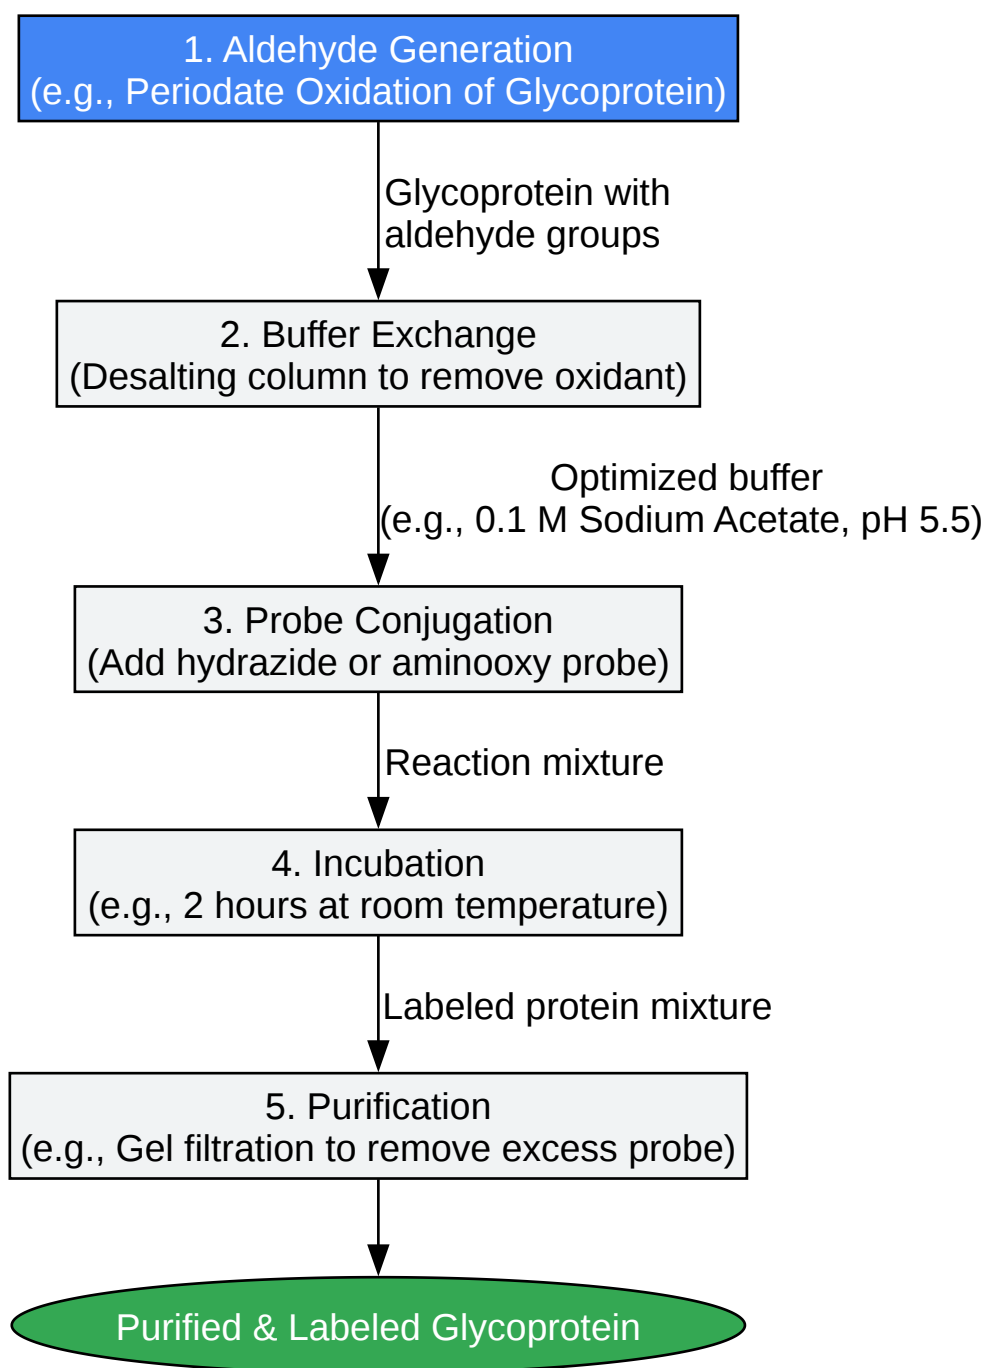 1. Aldehyde Generation
(e.g., Periodate Oxidation of Glycoprotein)
Glycoprotein with
aldehyde groups
2. Buffer Exchange
(Desalting column to remove oxidant)
Optimized buffer
(e.g., 0.1 M Sodium Acetate, pH 5.5)
3. Probe Conjugation
(Add hydrazide or aminooxy probe)
Reaction mixture
4. Incubation
(e.g., 2 hours at room temperature)
Labeled protein mixture
5. Purification
(e.g., Gel filtration to remove excess probe)
Purified & Labeled Glycoprotein